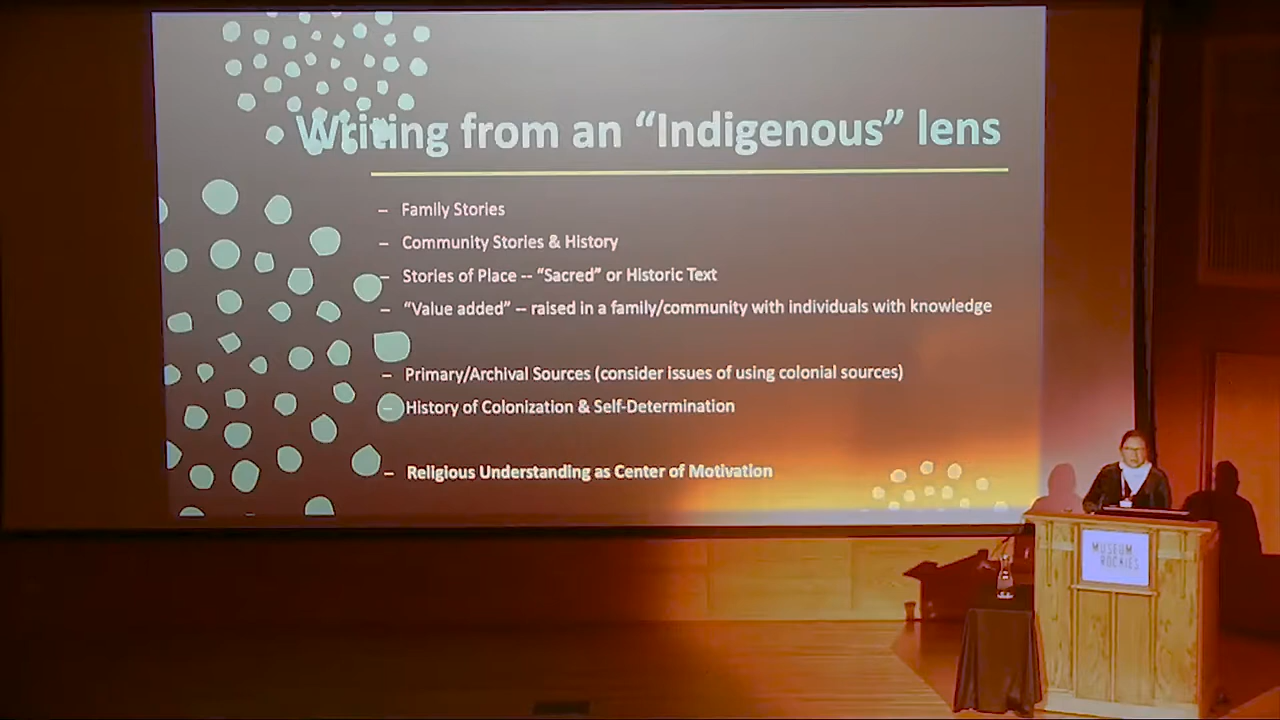 Writing from an “Indigenous” lens
– Family Stories
– Community Stories & History
– Stories of Place -- “Sacred” or Historic Text
– “Value added” – raised in a family/community with individuals with knowledge
– Primary/Archival Sources (consider issues of using colonial sources)
– History of Colonization & Self-Determination
– Religious Understanding as Center of Motivation
MUSEUM
ROCKIES